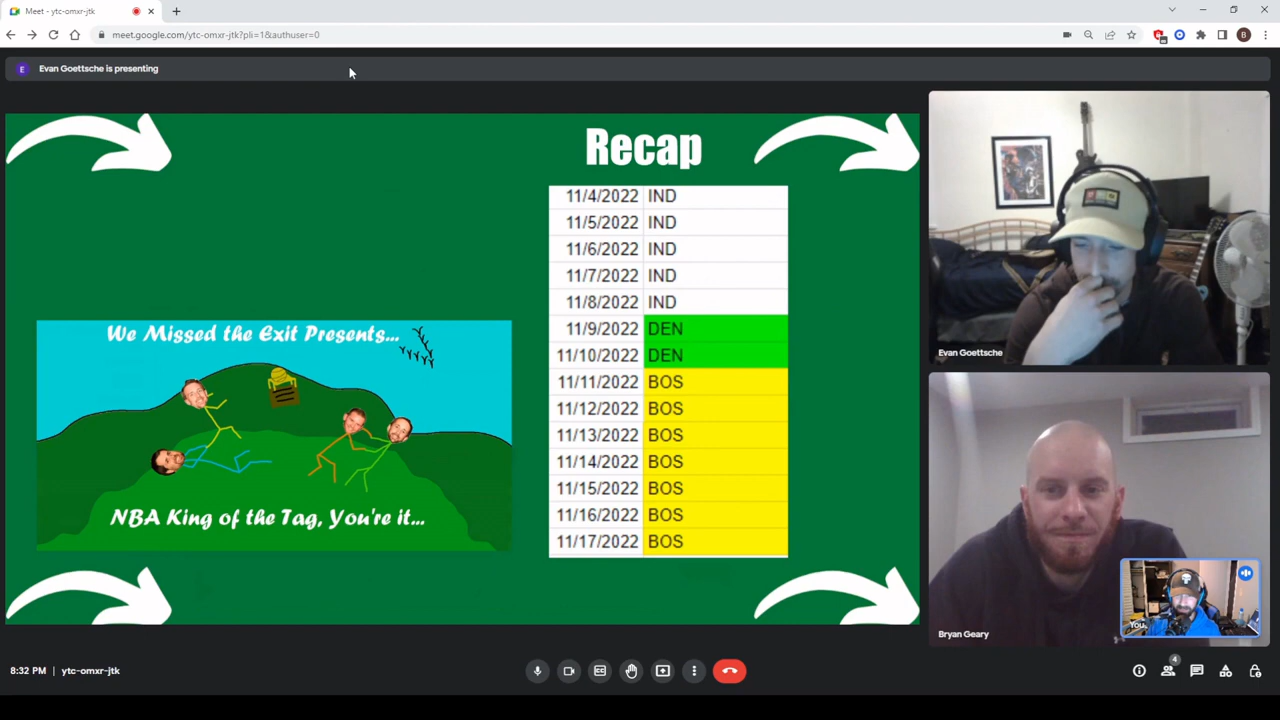 Meet - ytc-omxr-jtk
meet.google.com/ytc-omxr-jtk?pli=1&authuser=0
B
E Evan Goettsche is presenting
Recap
11/4/2022 IND
11/5/2022 IND
11/6/2022 IND
11/7/2022 IND
11/8/2022 IND
11/9/2022 DEN
11/10/2022 DEN
11/11/2022 BOS
11/12/2022 BOS
11/13/2022 BOS
11/14/2022 BOS
11/15/2022 BOS
11/16/2022 BOS
11/17/2022 BOS
We Missed the Exit Presents...
NBA King of the Tag, You're it...
Evan Goettsche
Bryan Geary
You
8:32 PM | ytc-omxr-jtk
4